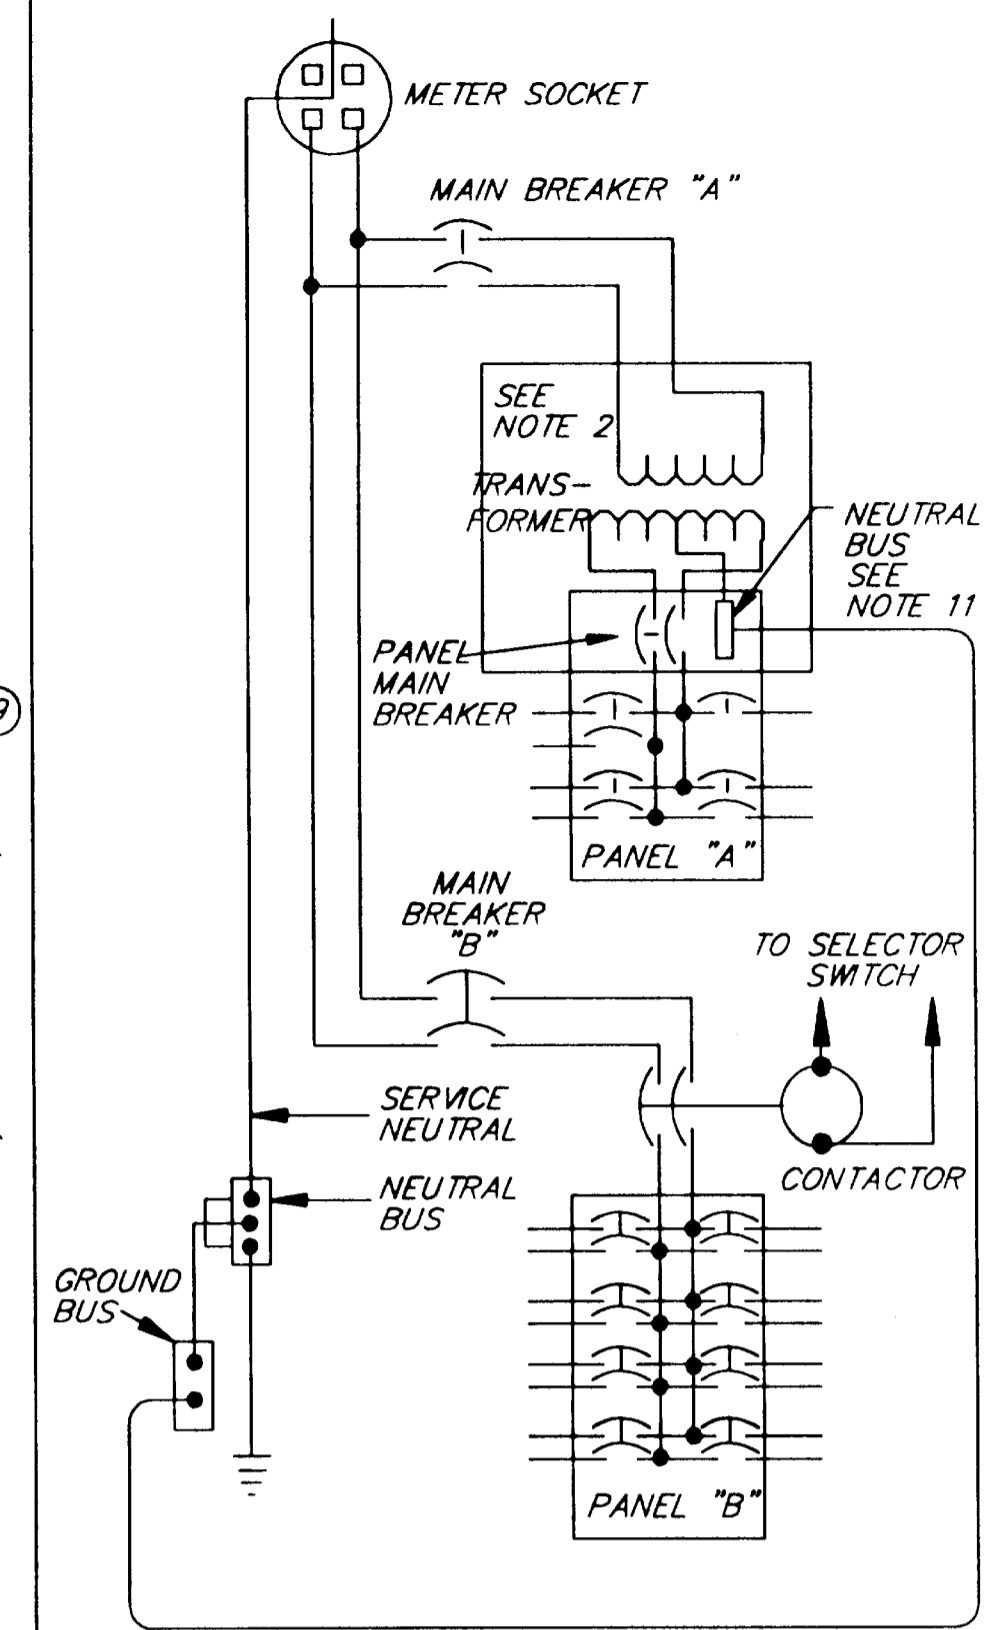 METER SOCKET
MAIN BREAKER "A"
SEE
NOTE 2
TRANS-
FORMER
NEUTRAL
BUS
SEE
NOTE 11
PANEL
MAIN
BREAKER
PANEL "A"
MAIN
BREAKER
"B"
TO SELECTOR
SWITCH
SERVICE
NEUTRAL
CONTACTOR
NEUTRAL
BUS
GROUND
BUS
PANEL "B"